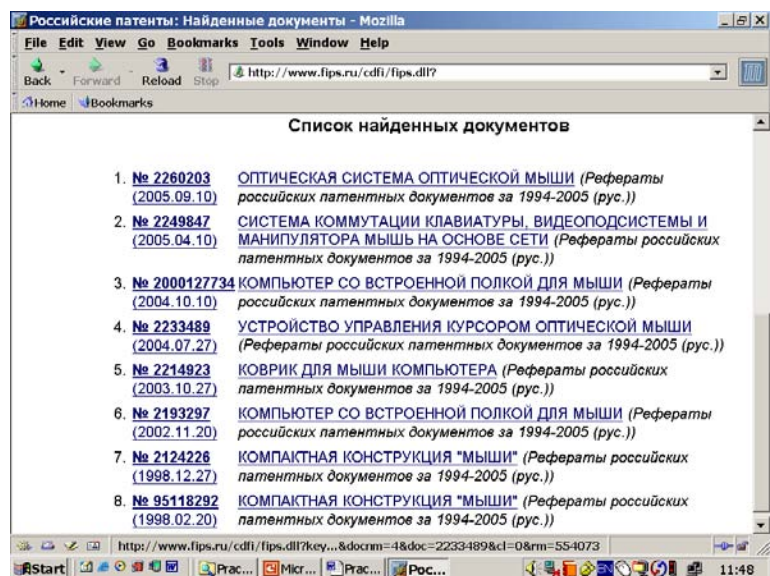 Российские патенты: Найденные документы - Mozilla
File Edit View Go Bookmarks Tools Window Help
Back Forward Reload Stop http://www.fips.ru/cdfi/fips.dll?
Home Bookmarks
Список найденных документов
1. № 2260203 ОПТИЧЕСКАЯ СИСТЕМА ОПТИЧЕСКОЙ МЫШИ (Рефераты
(2005.09.10) российских патентных документов за 1994-2005 (рус.))
2. № 2249847 СИСТЕМА КОММУТАЦИИ КЛАВИАТУРЫ, ВИДЕОПОДСИСТЕМЫ И
(2005.04.10) МАНИПУЛЯТОРА МЫШЬ НА ОСНОВЕ СЕТИ (Рефераты российских
патентных документов за 1994-2005 (рус.))
3. № 2000127734 КОМПЬЮТЕР СО ВСТРОЕННОЙ ПОЛКОЙ ДЛЯ МЫШИ (Рефераты
(2004.10.10) российских патентных документов за 1994-2005 (рус.))
4. № 2233489 УСТРОЙСТВО УПРАВЛЕНИЯ КУРСОРОМ ОПТИЧЕСКОЙ МЫШИ
(2004.07.27) (Рефераты российских патентных документов за 1994-2005 (рус.))
5. № 2214923 КОВРИК ДЛЯ МЫШИ КОМПЬЮТЕРА (Рефераты российских
(2003.10.27) патентных документов за 1994-2005 (рус.))
6. № 2193297 КОМПЬЮТЕР СО ВСТРОЕННОЙ ПОЛКОЙ ДЛЯ МЫШИ (Рефераты
(2002.11.20) российских патентных документов за 1994-2005 (рус.))
7. № 2124226 КОМПАКТНАЯ КОНСТРУКЦИЯ "МЫШИ" (Рефераты российских
(1998.12.27) патентных документов за 1994-2005 (рус.))
8. № 95118292 КОМПАКТНАЯ КОНСТРУКЦИЯ "МЫШИ" (Рефераты российских
(1998.02.20) патентных документов за 1994-2005 (рус.))
http://www.fips.ru/cdfi/fips.dll?key...&docnm=4&doc=2233489&cl=0&rm=554073
Start Prac... Micr... Prac... Рос... EN 11:48